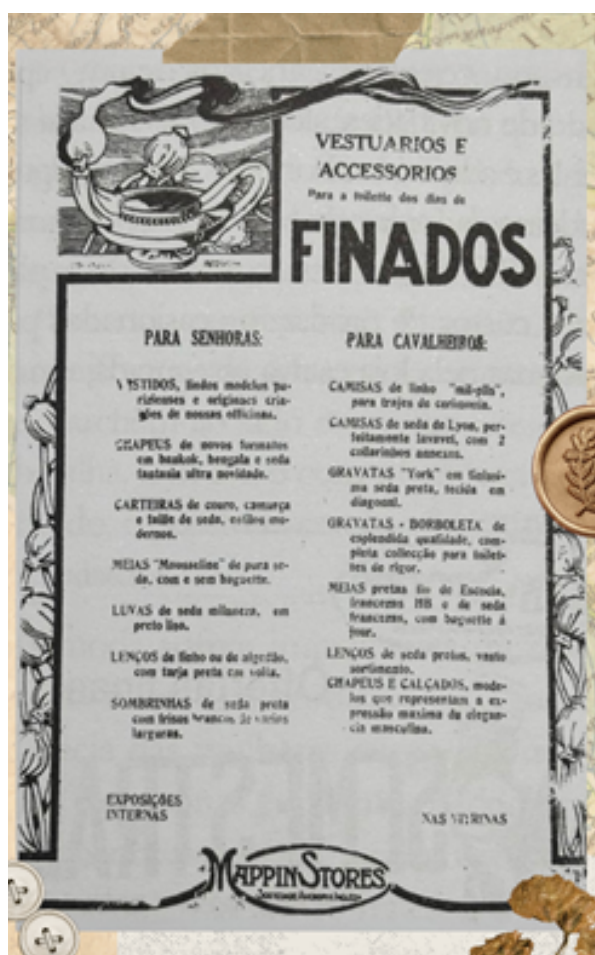 VESTUARIOS E
ACCESSORIOS
Para a toilette dos dias de
FINADOS
PARA SENHORAS:
VESTIDOS, lindos modelos pa-
rizienses e originaes cria-
ções de nossas officinas.
CHAPEUS de novos formatos
em baukok, bengala e seda
fantasia ultra novidade.
CARTEIRAS de couro, camurça
e faille de seda, estilos mo-
dernos.
MEIAS "Mousseline" de pura se-
da, com e sem baguette.
LUVAS de seda milaneza, em
preto liso.
LENÇOS de linho ou de algodão,
com tarja preta em volta.
SOMBRINHAS de seda preta
com frisos brancos de varios
larguras.
EXPOSIÇÕES
INTERNAS
PARA CAVALHEIROS:
CAMISAS de linho "mil-plis",
para trajes de cerimonia.
CAMISAS de seda de Lyon, per-
feitamente lavavel, com 2
collarinhos annexos.
GRAVATAS "York" em finissi-
ma seda preta, tecida em
diagonal.
GRAVATAS - BORBOLETA de
esplendida qualidade, com-
pleta collecção para toilet-
tes de rigor.
MEIAS pretas fio de Escocia,
francezas e de seda
francezas, com baguette á
jour.
LENÇOS de seda pretos, vasto
sortimento.
CHAPEUS E CALÇADOS, mode-
los que representam a ex-
pressão maxima da elegan-
cia masculina.
NAS VITRINAS
MAPPIN STORES